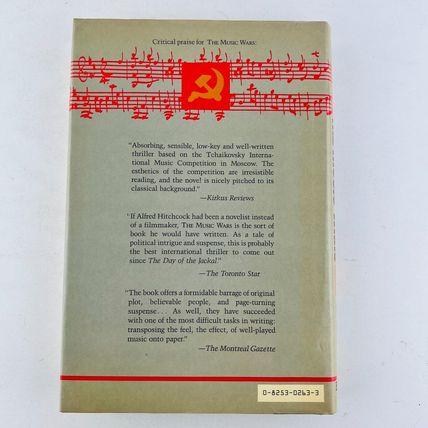 Critical praise for THE MUSIC WARS:
"Absorbing, sensible, low-key and well-written
thriller based on the Tchaikovsky Interna-
tional Music Competition in Moscow. The
esthetics of the competition are irresistible
reading, and the novel is nicely pitched to its
classical background."
—Kirkus Reviews
"If Alfred Hitchcock had been a novelist instead
of a filmmaker, THE MUSIC WARS is the sort of
book he would have written. As a tale of
political intrigue and suspense, this is probably
the best international thriller to come out
since The Day of the Jackal."
—The Toronto Star
"The book offers a formidable barrage of original
plot, believable people, and page-turning
suspense... As well, they have succeeded
with one of the most difficult tasks in writing:
transposing the feel, the effect, of well-played
music onto paper."
—The Montreal Gazette
0-8253-0263-3